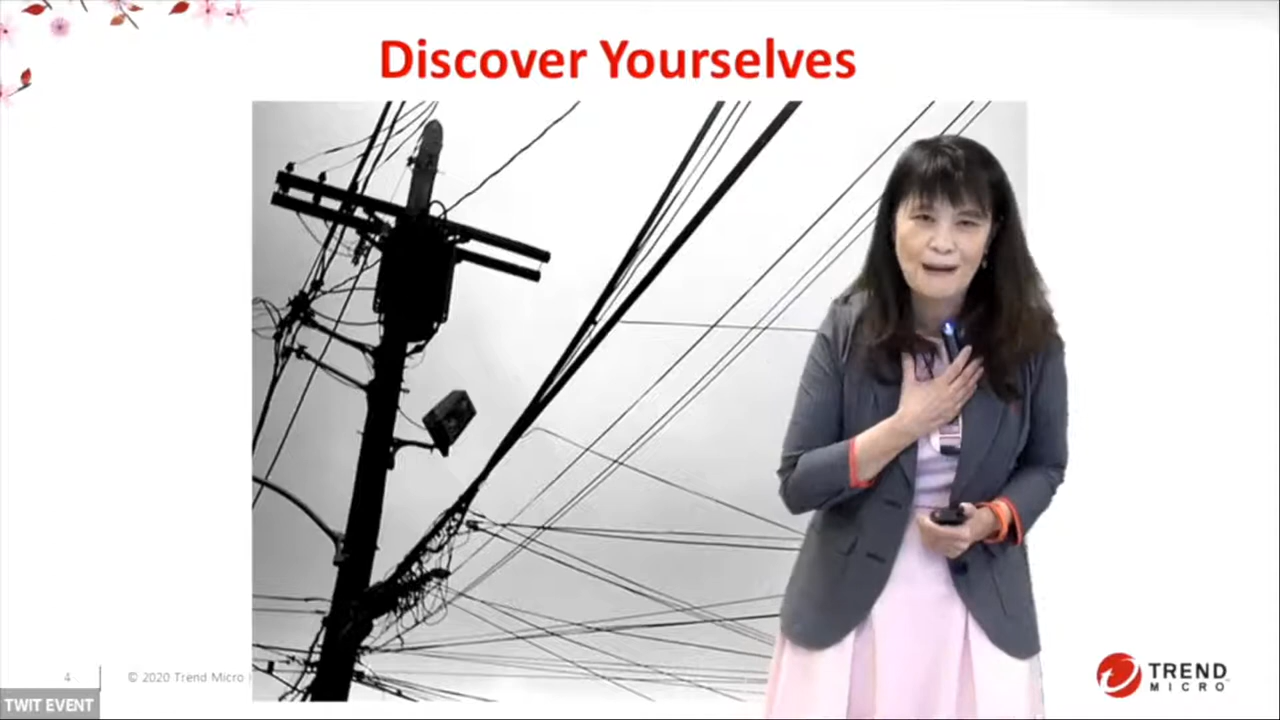 Discover Yourselves
4
© 2020 Trend Micro
TREND
MICRO
TWIT EVENT